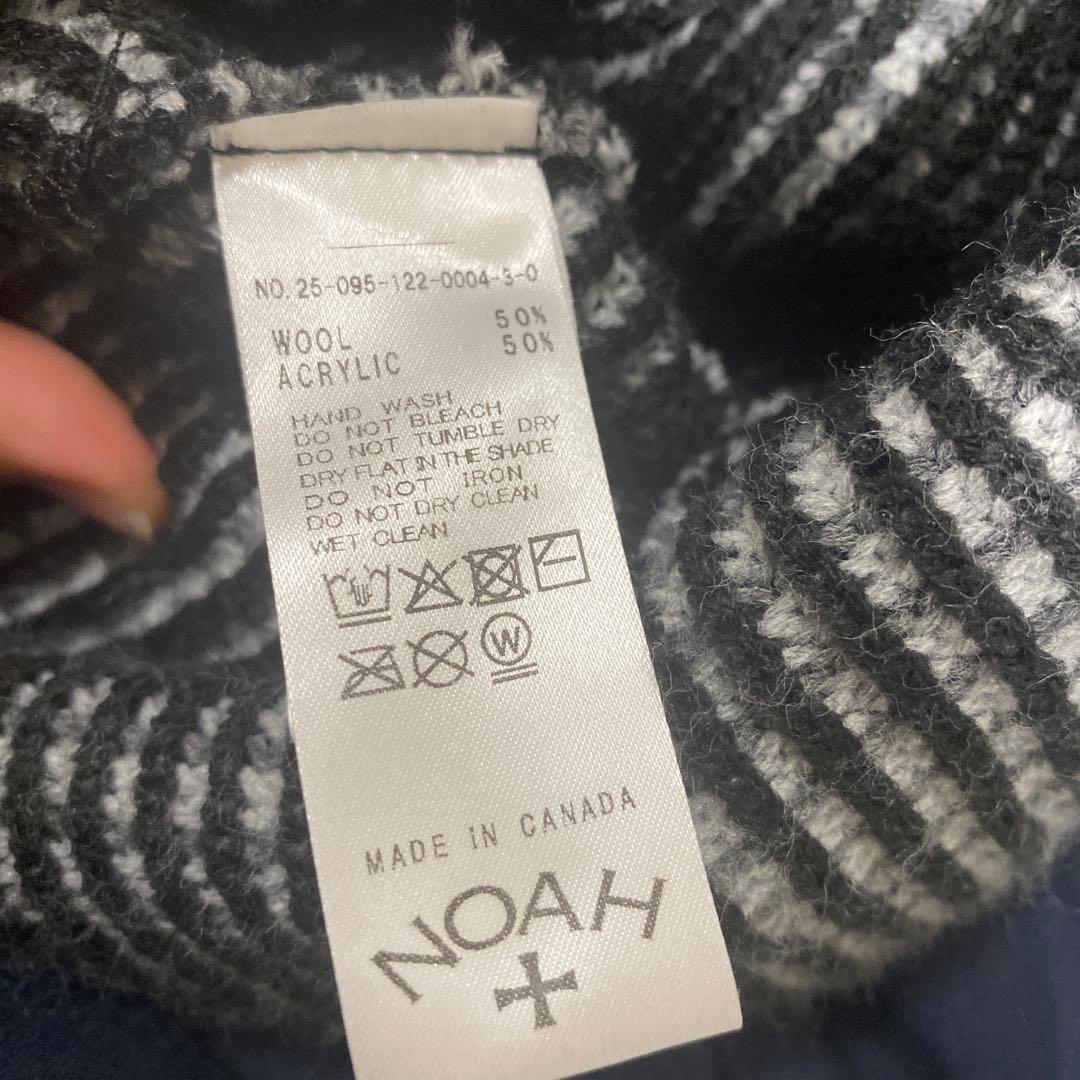 NO. 25-095-122-0004-3-0
WOOL 50%
ACRYLIC 50%
HAND WASH
DO NOT BLEACH
DO NOT TUMBLE DRY
DRY FLAT IN THE SHADE
DO NOT IRON
DO NOT DRY CLEAN
WET CLEAN
W
MADE IN CANADA
NOAH